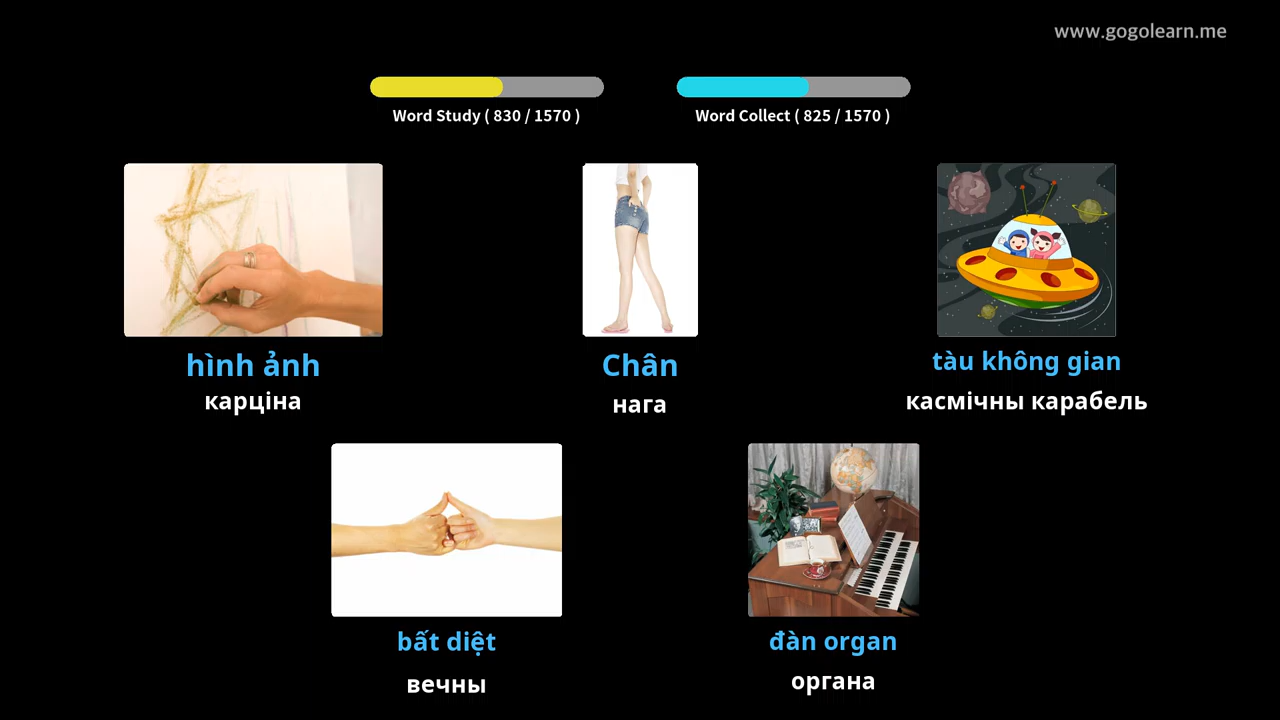 www.gogolearn.me
Word Study ( 830 / 1570 )
Word Collect ( 825 / 1570 )
hình ảnh
карціна
Chân
нага
tàu không gian
касмічны карабель
bất diệt
вечны
đàn organ
органа